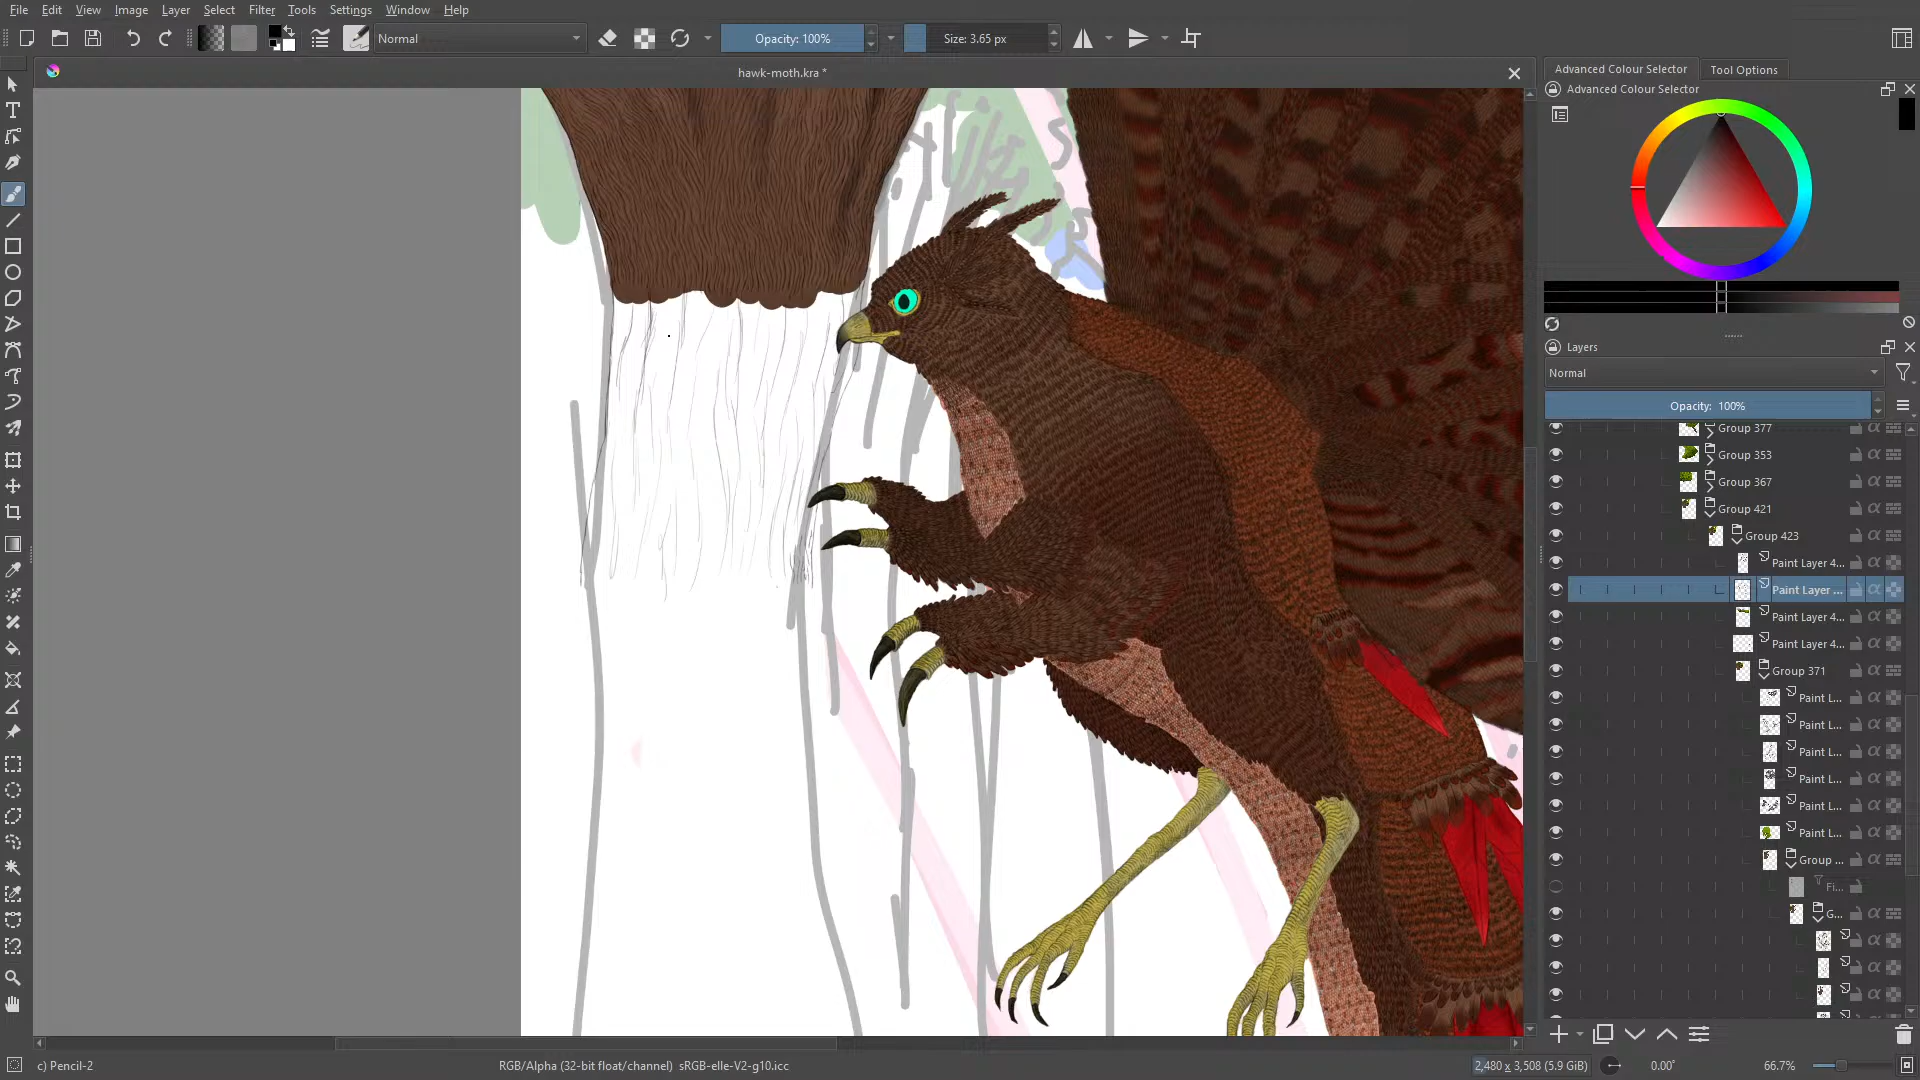 File Edit View Image Layer Select Filter Tools Settings Window Help
Normal Opacity: 100% Size: 3.65 px
hawk-moth.kra *
Advanced Colour Selector Tool Options
Advanced Colour Selector
Layers
Normal
Opacity: 100%
Group 377
Group 353
Group 367
Group 421
Group 423
Paint Layer 4...
Paint Layer ...
Paint Layer 4...
Paint Layer 4...
Group 371
Paint L...
Paint L...
Paint L...
Paint L...
Paint L...
Paint L...
Group ...
Fi...
G...
c) Pencil-2 RGB/Alpha (32-bit float/channel) sRGB-elle-V2-g10.icc 2,480 x 3,508 (5.9 GiB) 0.00° 66.7%